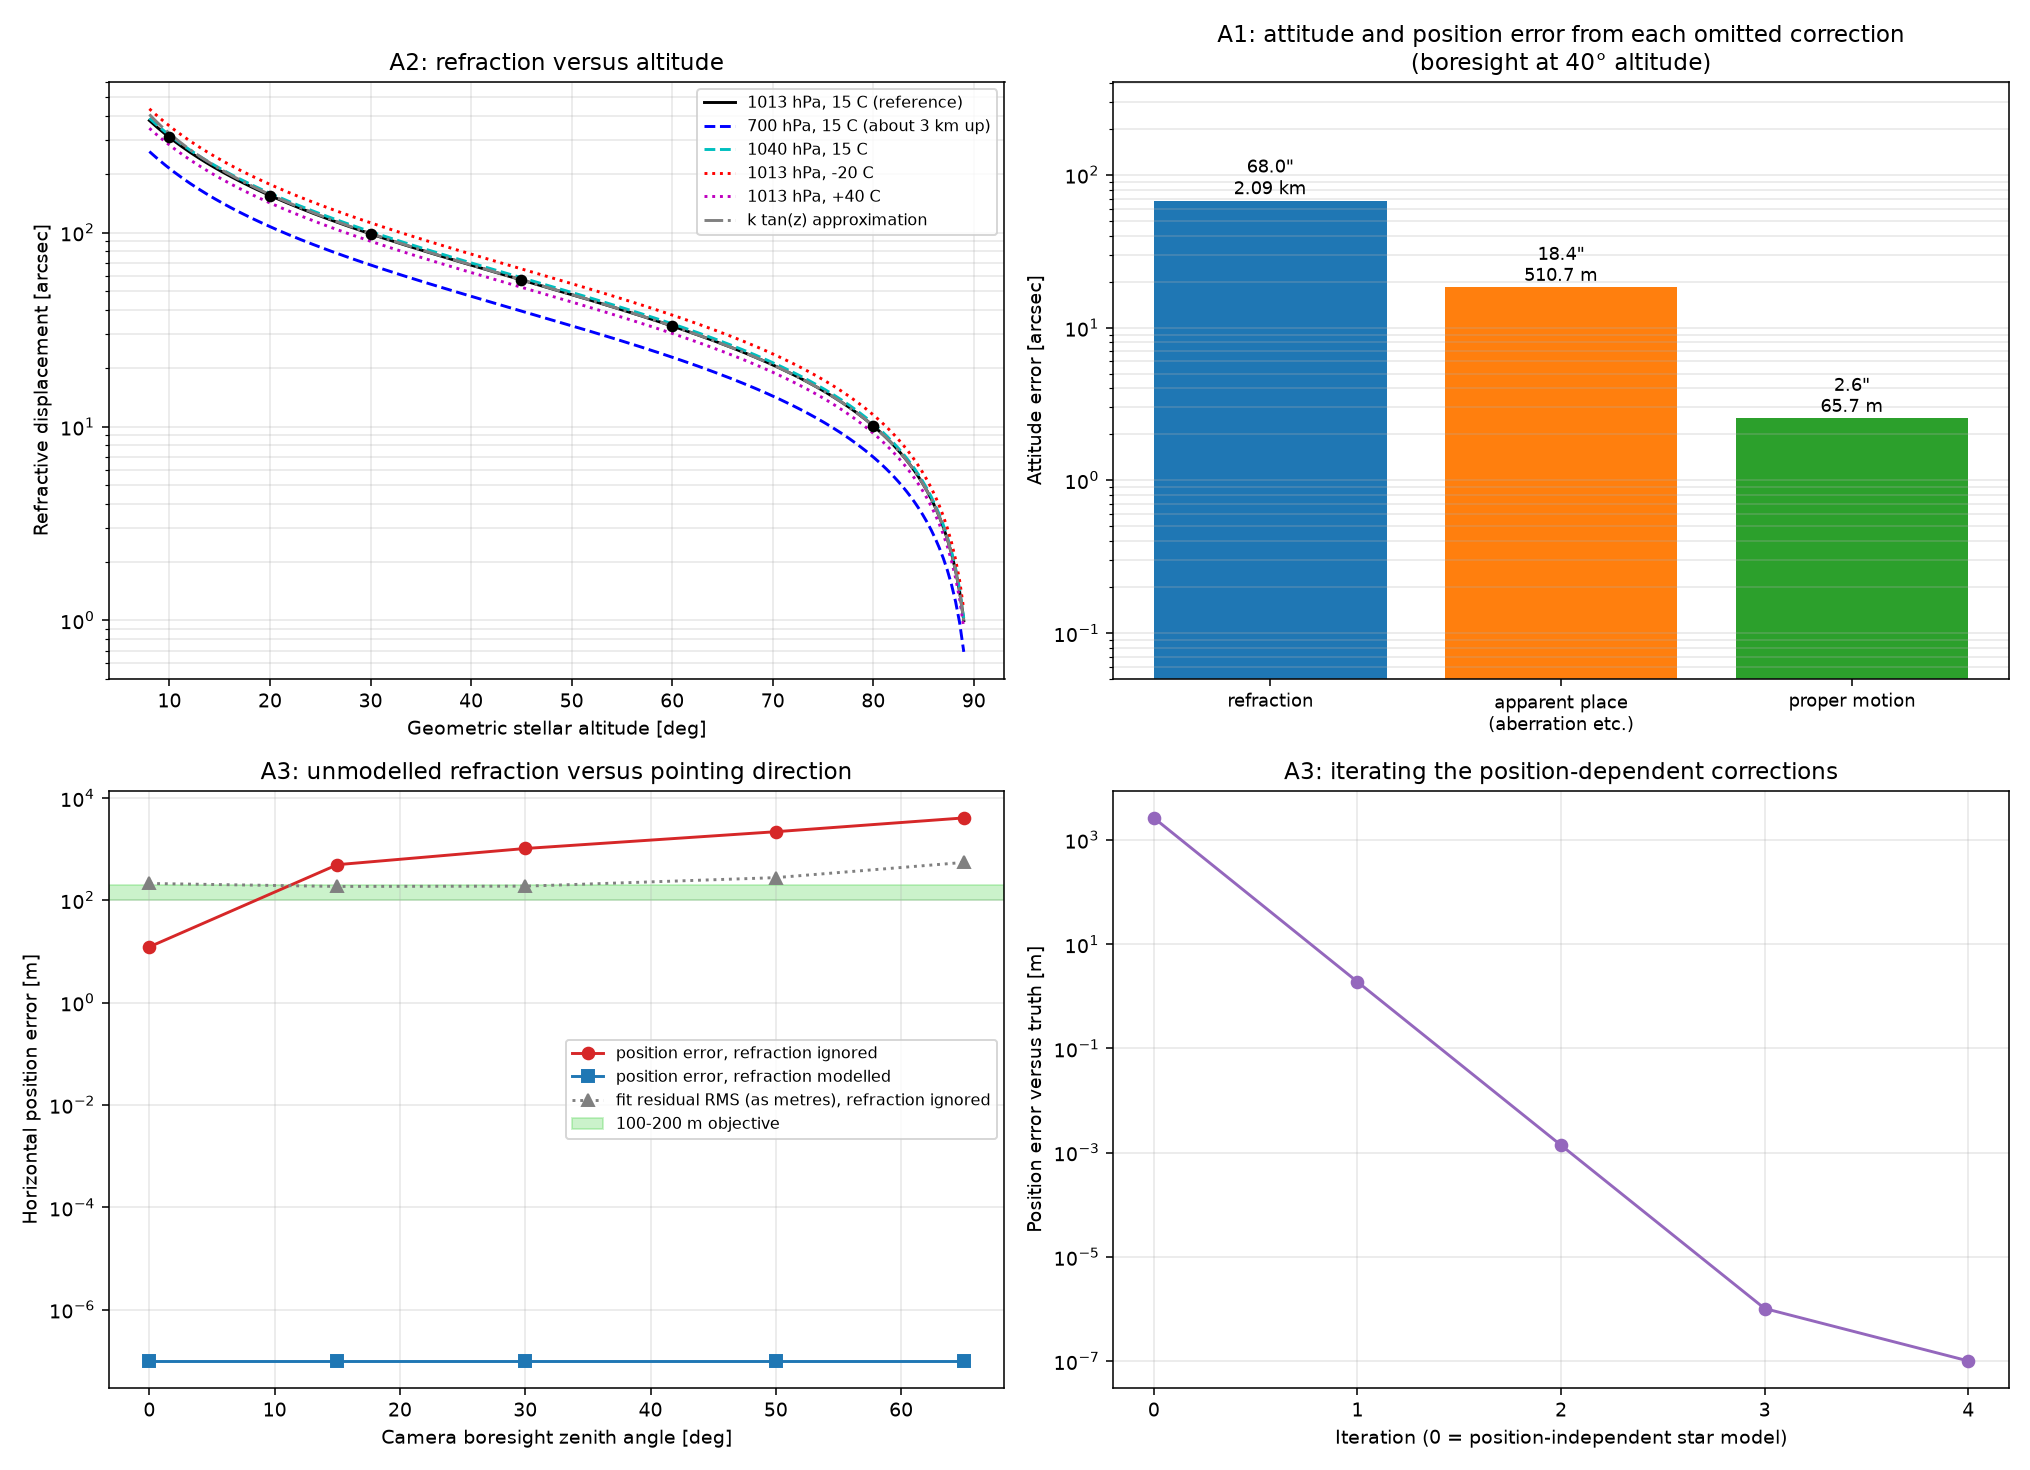 A2: refraction versus altitude
1013 hPa, 15 C (reference)
700 hPa, 15 C (about 3 km up)
1040 hPa, 15 C
1013 hPa, -20 C
1013 hPa, +40 C
k tan(z) approximation
Refractive displacement [arcsec]
10²
10¹
10⁰
10 20 30 40 50 60 70 80 90
Geometric stellar altitude [deg]
A1: attitude and position error from each omitted correction
(boresight at 40° altitude)
Attitude error [arcsec]
10²
10¹
10⁰
10⁻¹
68.0"
2.09 km
18.4"
510.7 m
2.6"
65.7 m
refraction
apparent place
(aberration etc.)
proper motion
A3: unmodelled refraction versus pointing direction
Horizontal position error [m]
10⁴
10²
10⁰
10⁻²
10⁻⁴
10⁻⁶
position error, refraction ignored
position error, refraction modelled
fit residual RMS (as metres), refraction ignored
100-200 m objective
0 10 20 30 40 50 60
Camera boresight zenith angle [deg]
A3: iterating the position-dependent corrections
Position error versus truth [m]
10³
10¹
10⁻¹
10⁻³
10⁻⁵
10⁻⁷
0 1 2 3 4
Iteration (0 = position-independent star model)